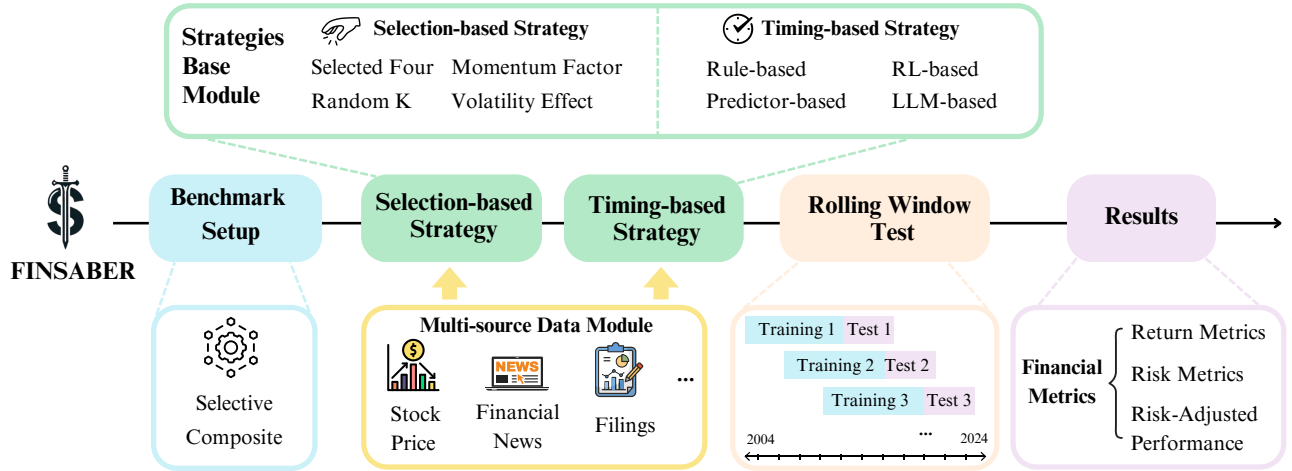 Strategies
Base
Module
Selection-based Strategy
Selected Four
Momentum Factor
Random K
Volatility Effect
Timing-based Strategy
Rule-based
RL-based
Predictor-based
LLM-based
FINSABER
Benchmark
Setup
Selection-based
Strategy
Timing-based
Strategy
Rolling Window
Test
Results
Selective
Composite
Multi-source Data Module
$
Stock
Price
NEWS
Financial
News
Filings
...
Training 1 Test 1
Training 2 Test 2
Training 3 Test 3
...
2004
2024
Financial
Metrics
Return Metrics
Risk Metrics
Risk-Adjusted
Performance